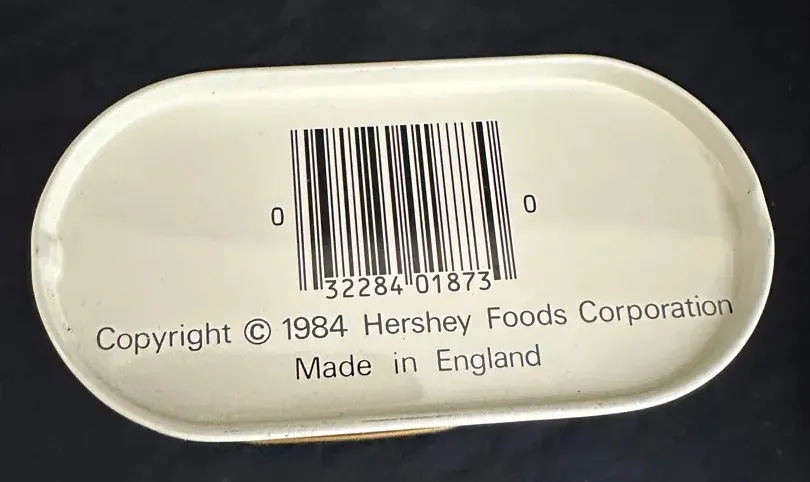 0 32284 01873 0
Copyright © 1984 Hershey Foods Corporation
Made in England